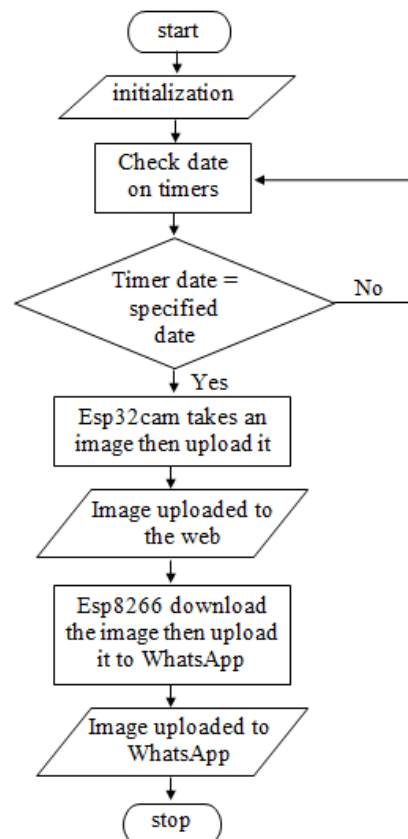 start
initialization
Check date
on timers
Timer date =
specified
date
No
Yes
Esp32cam takes an
image then upload it
Image uploaded to
the web
Esp8266 download
the image then upload
it to WhatsApp
Image uploaded to
WhatsApp
stop